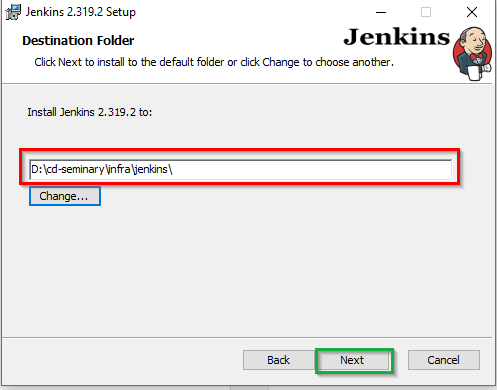 Jenkins 2.319.2 Setup
Destination Folder
Click Next to install to the default folder or click Change to choose another.
Jenkins
Install Jenkins 2.319.2 to:
D:\cd-seminary\infra\jenkins\
Change...
Back
Next
Cancel